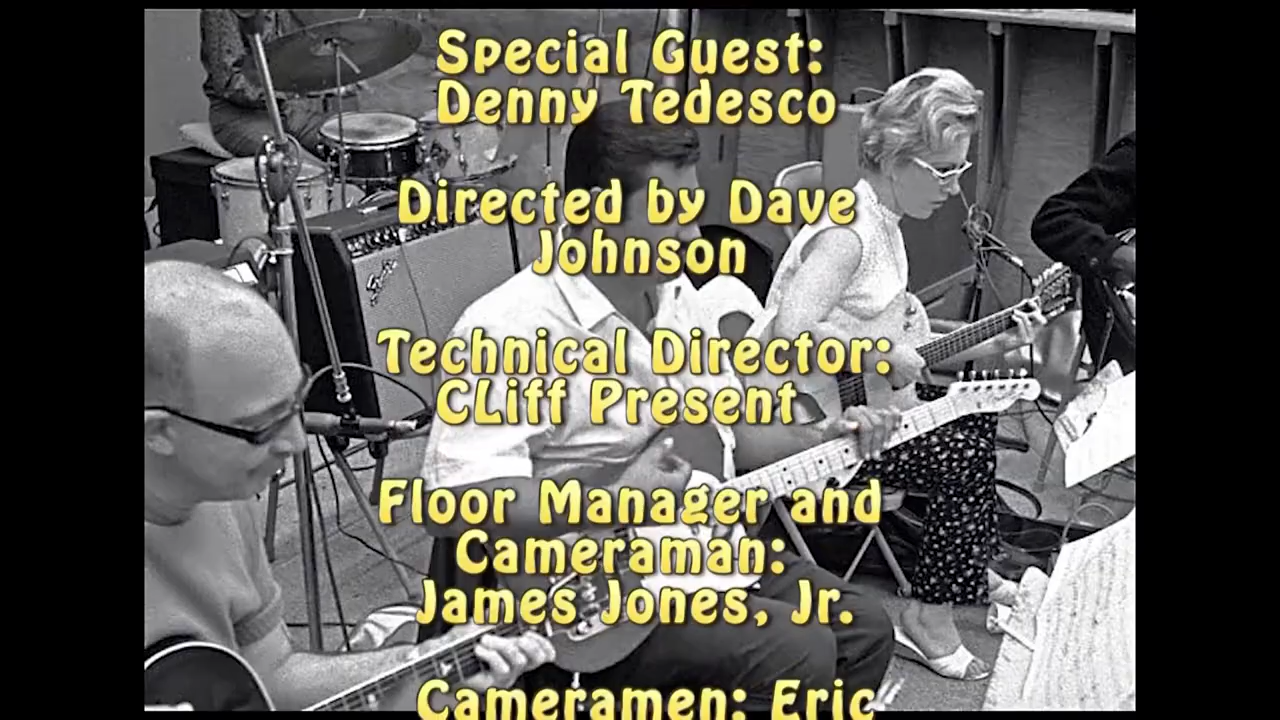 Special Guest:
Denny Tedesco
Directed by Dave
Johnson
Technical Director:
CLiff Present
Floor Manager and
Cameraman:
James Jones, Jr.
Cameramen: Eric
Fender